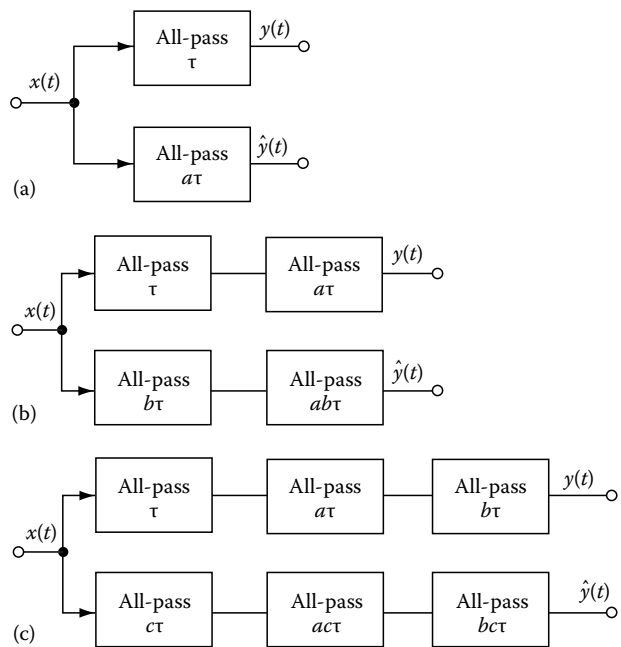 All-pass τ y(t)
x(t)
All-pass aτ ŷ(t)
(a)
All-pass τ All-pass aτ y(t)
x(t)
All-pass bτ All-pass abτ ŷ(t)
(b)
All-pass τ All-pass aτ All-pass bτ y(t)
x(t)
All-pass cτ All-pass acτ All-pass bcτ ŷ(t)
(c)